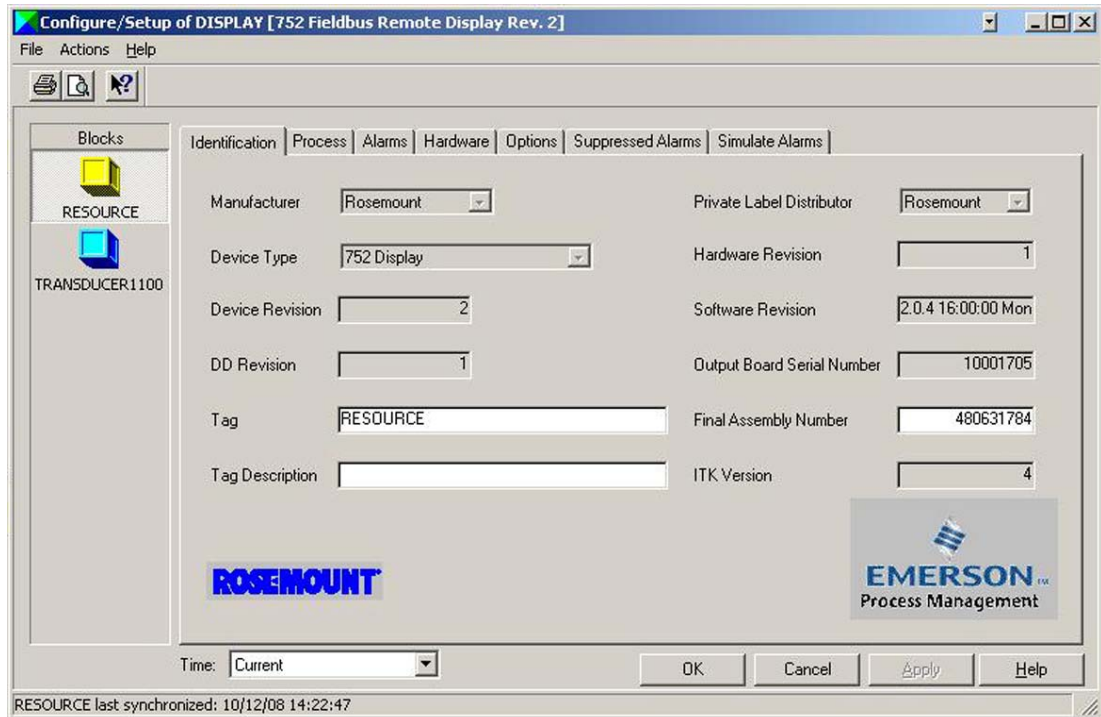 Configure/Setup of DISPLAY [752 Fieldbus Remote Display Rev. 2]
File Actions Help
Blocks
RESOURCE
TRANSDUCER1100
Identification Process Alarms Hardware Options Suppressed Alarms Simulate Alarms
Manufacturer Rosemount Private Label Distributor Rosemount
Device Type 752 Display Hardware Revision 1
Device Revision 2 Software Revision 2.0.4 16:00:00 Mon
DD Revision 1 Output Board Serial Number 10001705
Tag RESOURCE Final Assembly Number 480631784
Tag Description ITK Version 4
ROSEMOUNT
EMERSON™
Process Management
Time: Current OK Cancel Apply Help
RESOURCE last synchronized: 10/12/08 14:22:47